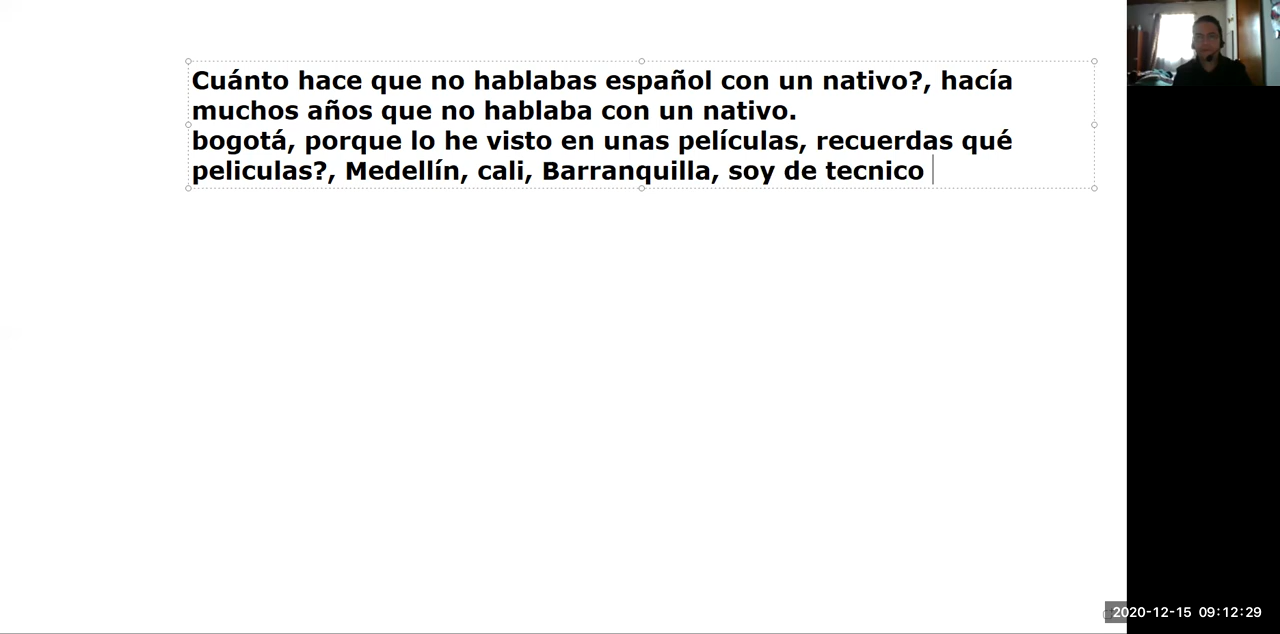 Cuánto hace que no hablabas español con un nativo?, hacía
muchos años que no hablaba con un nativo.
bogotá, porque lo he visto en unas películas, recuerdas qué
peliculas?, Medellín, cali, Barranquilla, soy de tecnico
2020-12-15 09:12:29